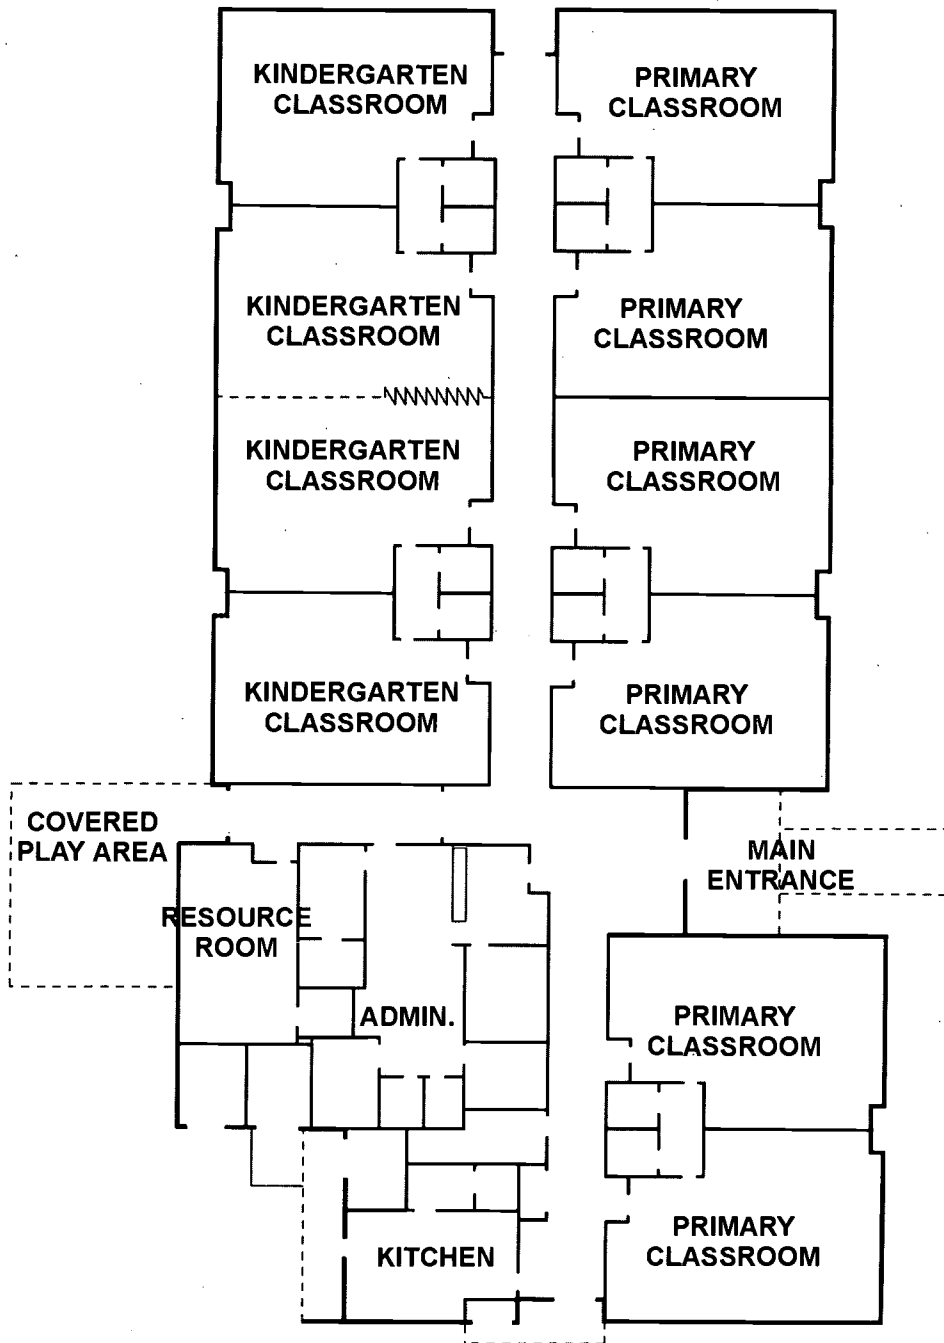 KINDERGARTEN
CLASSROOM
PRIMARY
CLASSROOM
KINDERGARTEN
CLASSROOM
PRIMARY
CLASSROOM
KINDERGARTEN
CLASSROOM
PRIMARY
CLASSROOM
KINDERGARTEN
CLASSROOM
PRIMARY
CLASSROOM
COVERED
PLAY AREA
MAIN
ENTRANCE
RESOURCE
ROOM
ADMIN.
PRIMARY
CLASSROOM
KITCHEN
PRIMARY
CLASSROOM